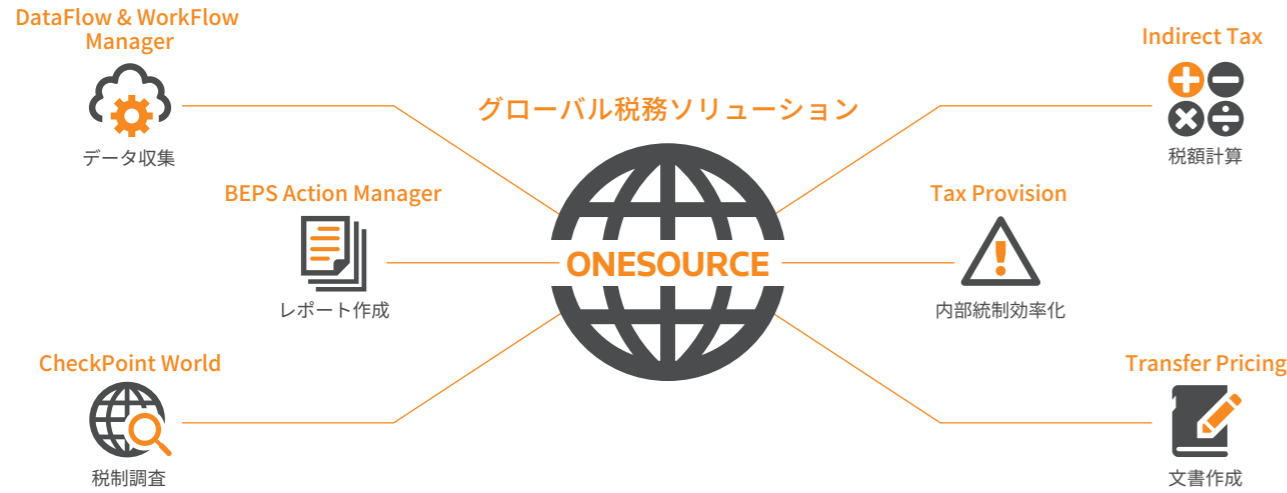 DataFlow & WorkFlow
Manager
データ収集
BEPS Action Manager
レポート作成
CheckPoint World
税制調査
グローバル税務ソリューション
ONESOURCE
Indirect Tax
税額計算
Tax Provision
内部統制効率化
Transfer Pricing
文書作成